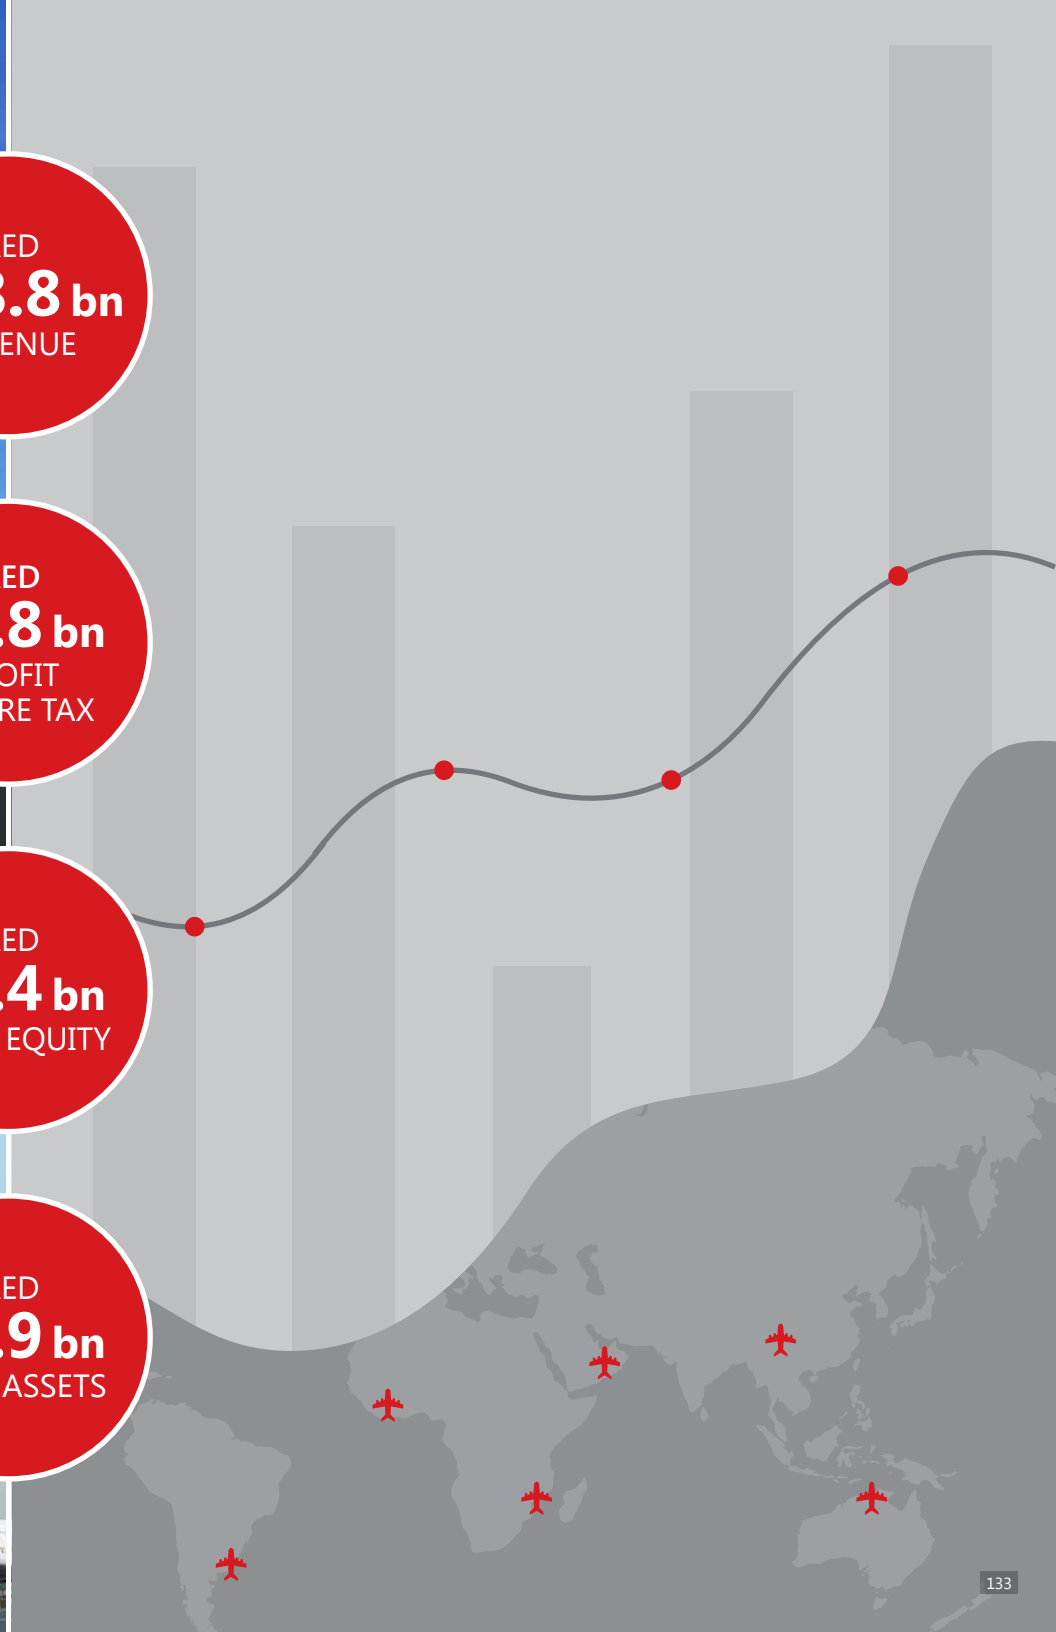 ED
.8 bn
ENUE
ED
.8 bn
OFIT
RE TAX
ED
.4 bn
EQUITY
ED
.9 bn
ASSETS
133